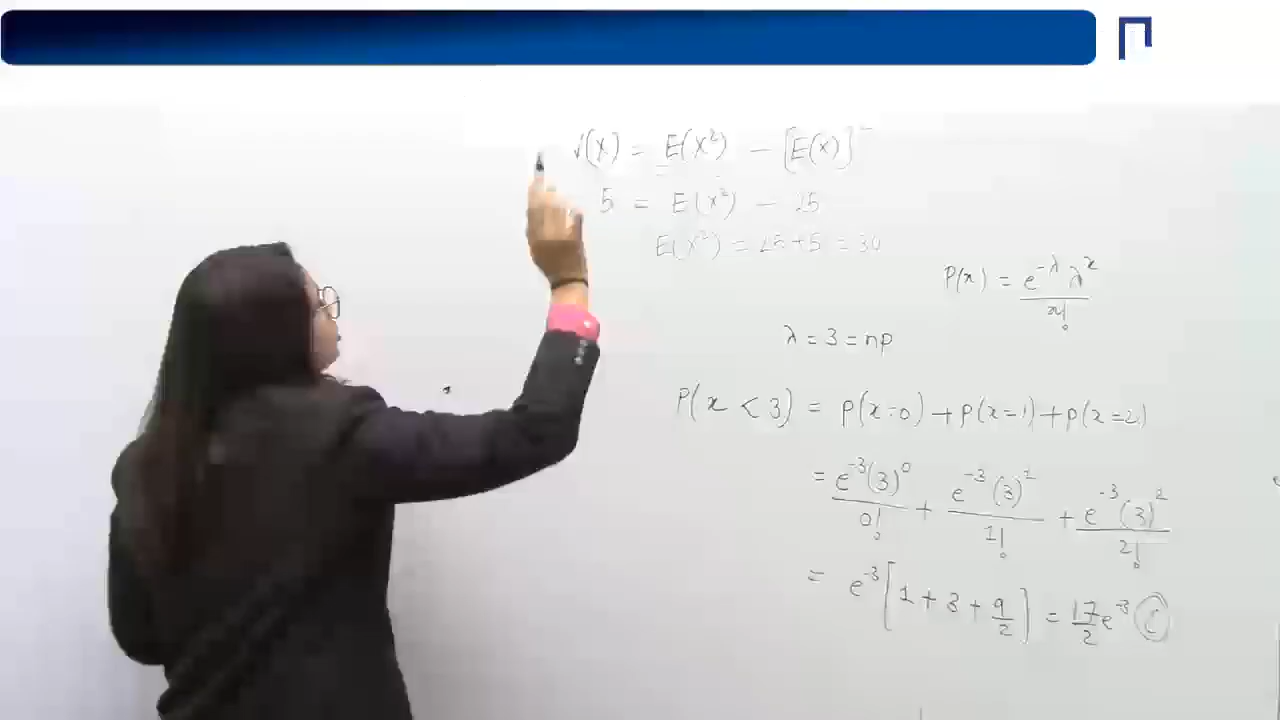 V(X) = E(X²) - [E(X)]²
5 = E(X²) - 25
E(X²) = 25+5 = 30
P(x) = e^-λ λ^x / x!
λ = 3 = np
P(x < 3) = P(x=0) + P(x=1) + P(x=2)
= e^-3 (3)^0 / 0! + e^-3 (3)^1 / 1! + e^-3 (3)^2 / 2!
= e^-3 [1 + 3 + 9/2] = 17/2 e^-3 (C)